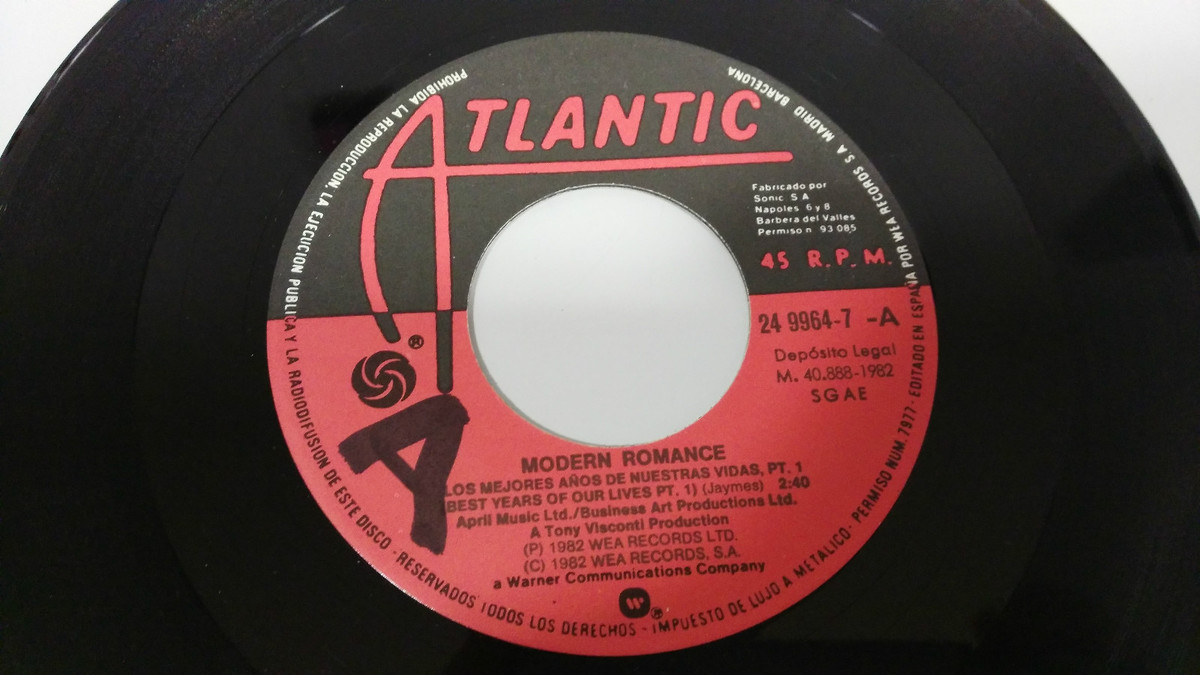 ATLANTIC
®
Fabricado por
Sonic S A
Napoles 6 y 8
Barbera del Valles
Permiso n 93 085
45 R.P.M.
24 9964-7 -A
Depósito Legal
M. 40.888-1982
SGAE
A
MODERN ROMANCE
LOS MEJORES AÑOS DE NUESTRAS VIDAS, PT. 1
BEST YEARS OF OUR LIVES PT. 1) (Jaymes) 2:40
April Music Ltd./Business Art Productions Ltd.
A Tony Visconti Production
(P) 1982 WEA RECORDS LTD.
(C) 1982 WEA RECORDS, S.A.
a Warner Communications Company
W ®
PROHIBIDA LA REPRODUCCION, LA EJECUCION PUBLICA Y LA RADIODIFUSION DE ESTE DISCO - RESERVADOS TODOS LOS DERECHOS - IMPUESTO DE LUJO A METALICO - PERMISO NUM. 7977 - EDITADO EN ESPAÑA POR WEA RECORDS S.A MADRID BARCELONA